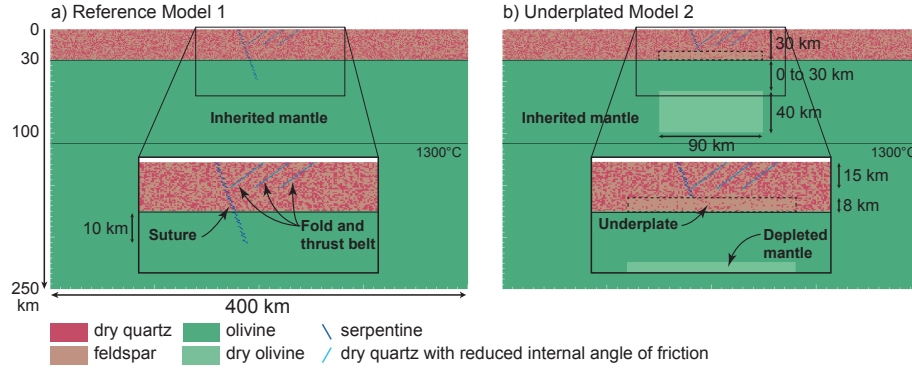 a) Reference Model 1
b) Underplated Model 2
0
30
100
250
km
Inherited mantle
1300°C
10 km
Suture
Fold and
thrust belt
400 km
30 km
0 to 30 km
Inherited mantle
40 km
90 km
1300°C
15 km
8 km
Underplate
Depleted
mantle
dry quartz
olivine
serpentine
feldspar
dry olivine
dry quartz with reduced internal angle of friction